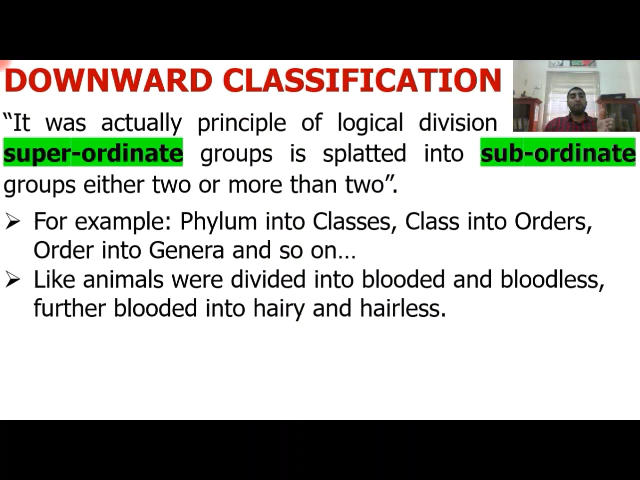 DOWNWARD CLASSIFICATION
“It was actually principle of logical division
super-ordinate groups is splatted into sub-ordinate
groups either two or more than two”.
➢ For example: Phylum into Classes, Class into Orders,
Order into Genera and so on...
➢ Like animals were divided into blooded and bloodless,
further blooded into hairy and hairless.